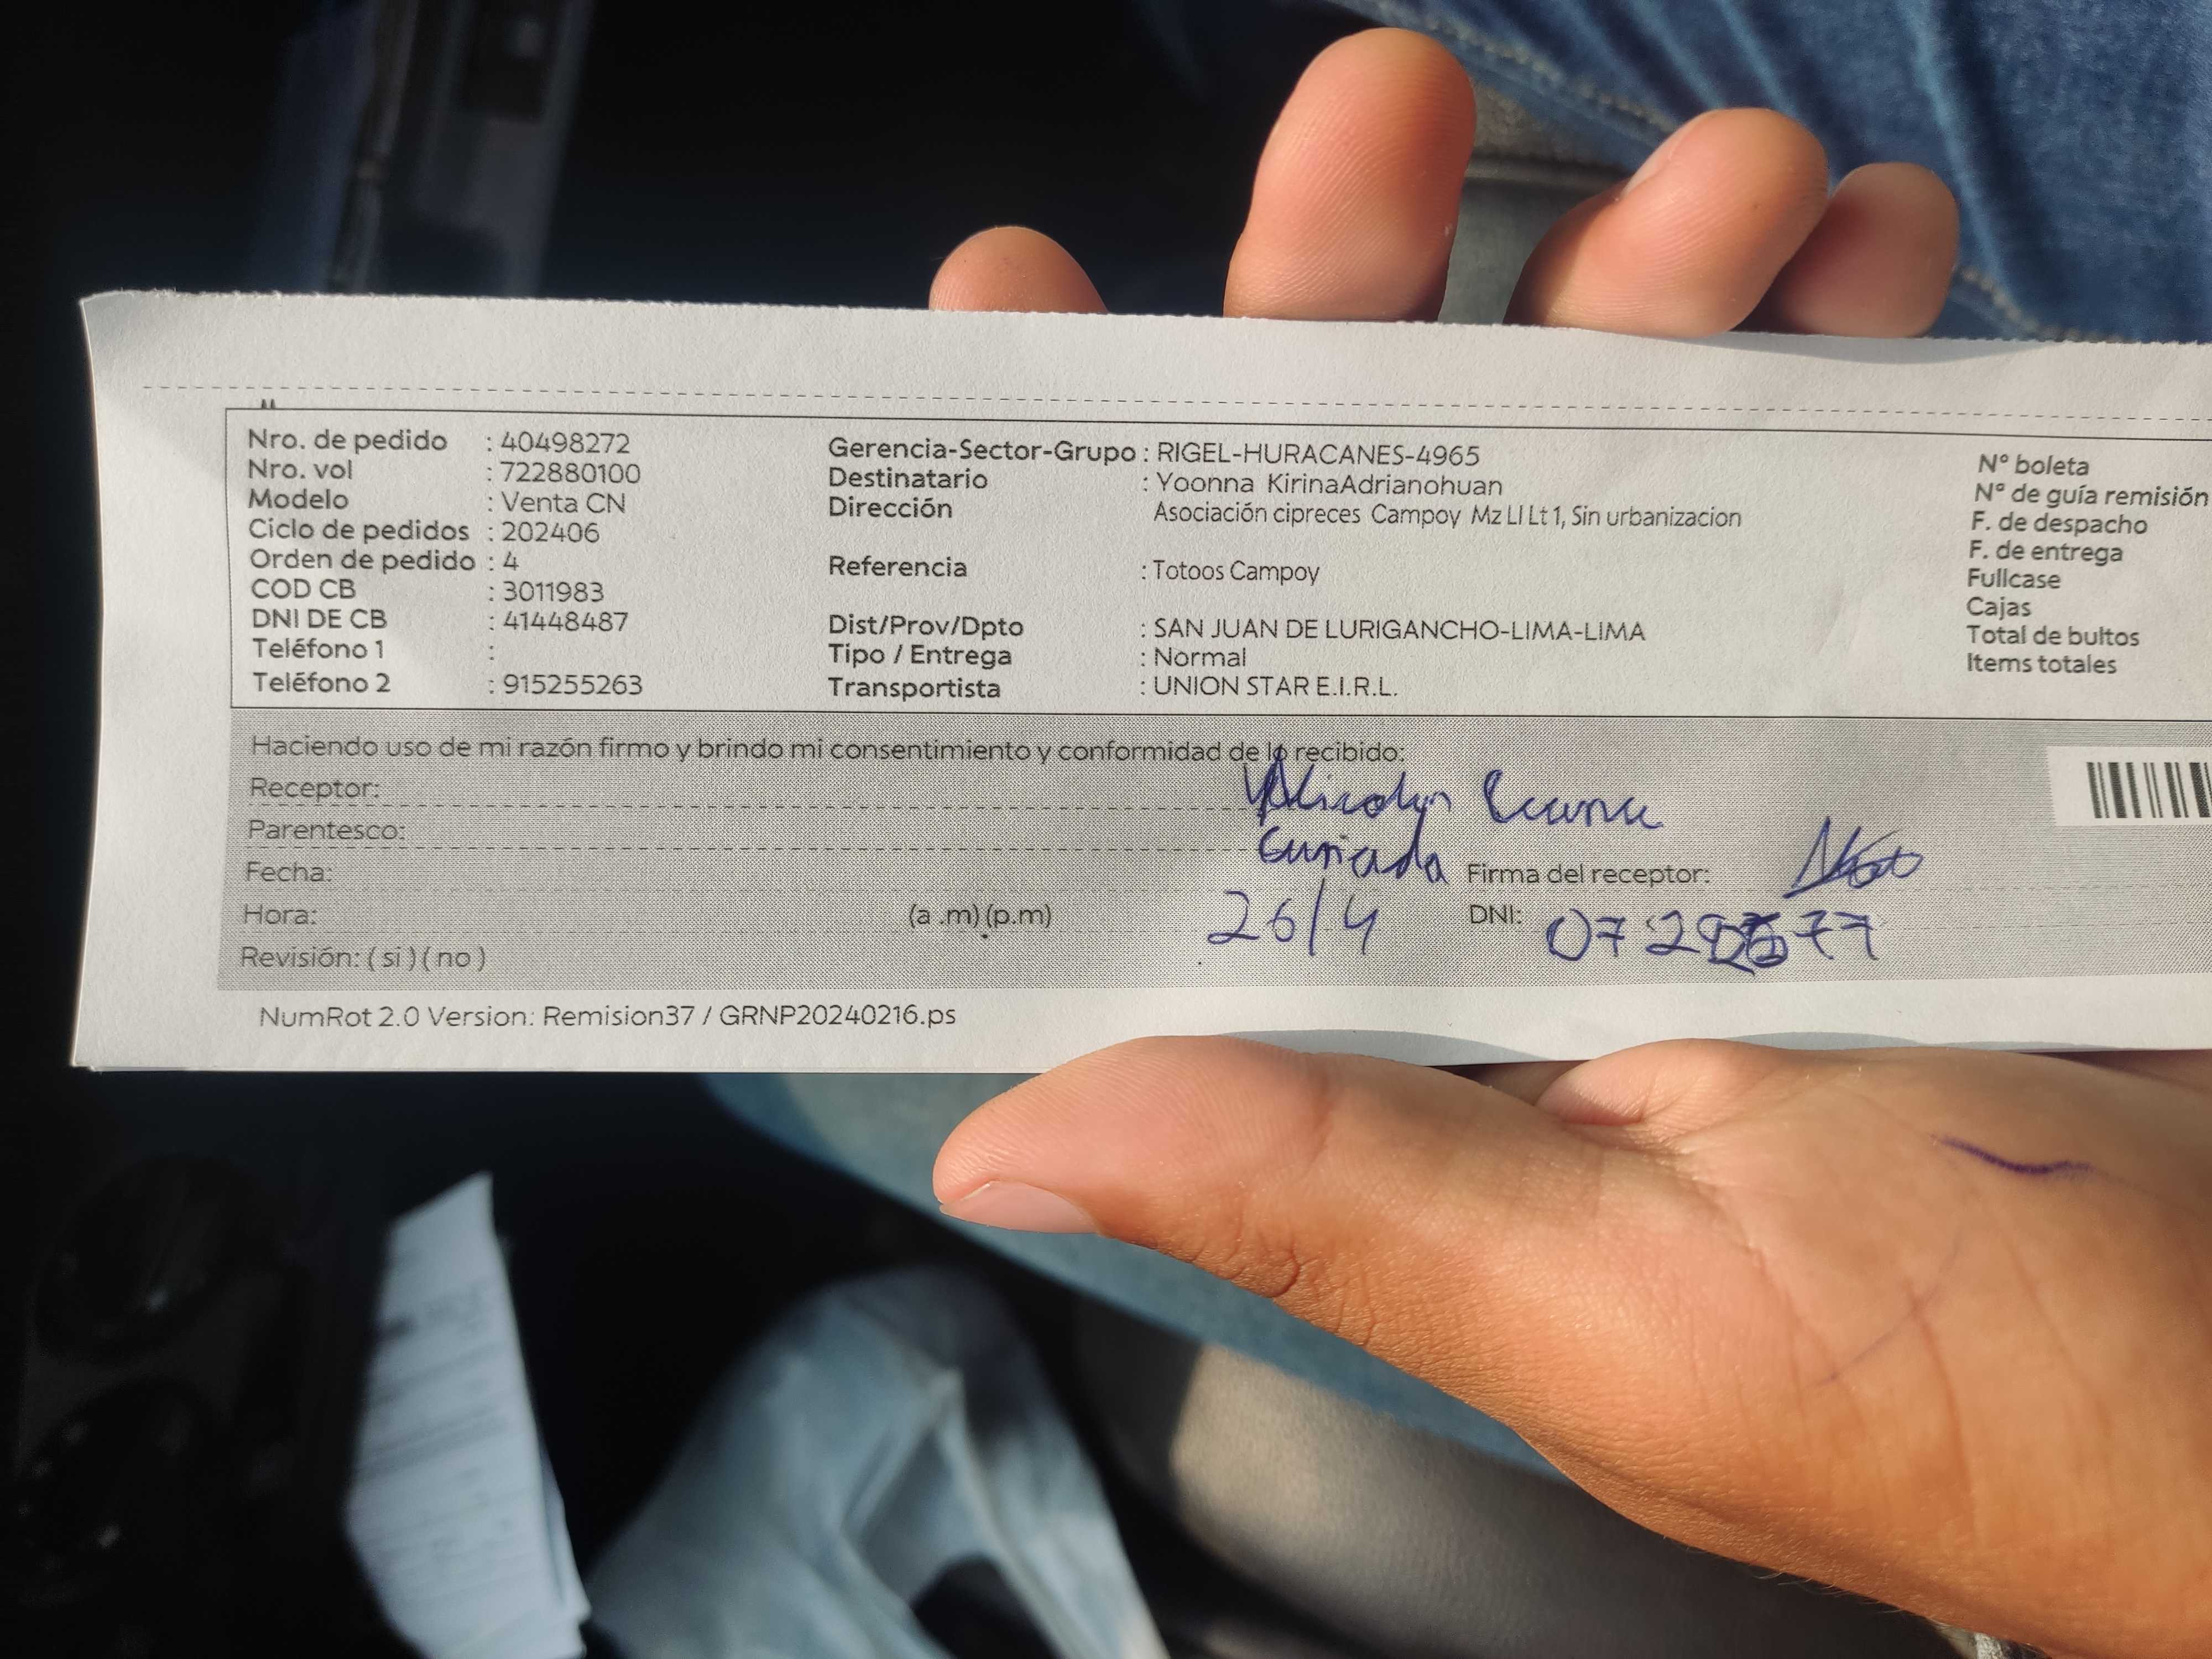 Nro. de pedido : 40498272
Nro. vol : 722880100
Modelo : Venta CN
Ciclo de pedidos : 202406
Orden de pedido : 4
COD CB : 3011983
DNI DE CB : 41448487
Teléfono 1 :
Teléfono 2 : 915255263
Gerencia-Sector-Grupo : RIGEL-HURACANES-4965
Destinatario : Yoonna KirinaAdrianohuan
Dirección Asociación cipreces Campoy Mz Ll Lt 1, Sin urbanizacion
Referencia : Totoos Campoy
Dist/Prov/Dpto : SAN JUAN DE LURIGANCHO-LIMA-LIMA
Tipo / Entrega : Normal
Transportista : UNION STAR E.I.R.L.
N° boleta
N° de guía remisión
F. de despacho
F. de entrega
Fullcase
Cajas
Total de bultos
Items totales
Haciendo uso de mi razón firmo y brindo mi consentimiento y conformidad de lo recibido:
Receptor:
Parentesco: Cuñada
Fecha: Firma del receptor:
Hora: (a .m) (p.m) 26/4 DNI:
Revisión: ( si ) ( no )
NumRot 2.0 Version: Remision37 / GRNP20240216.ps